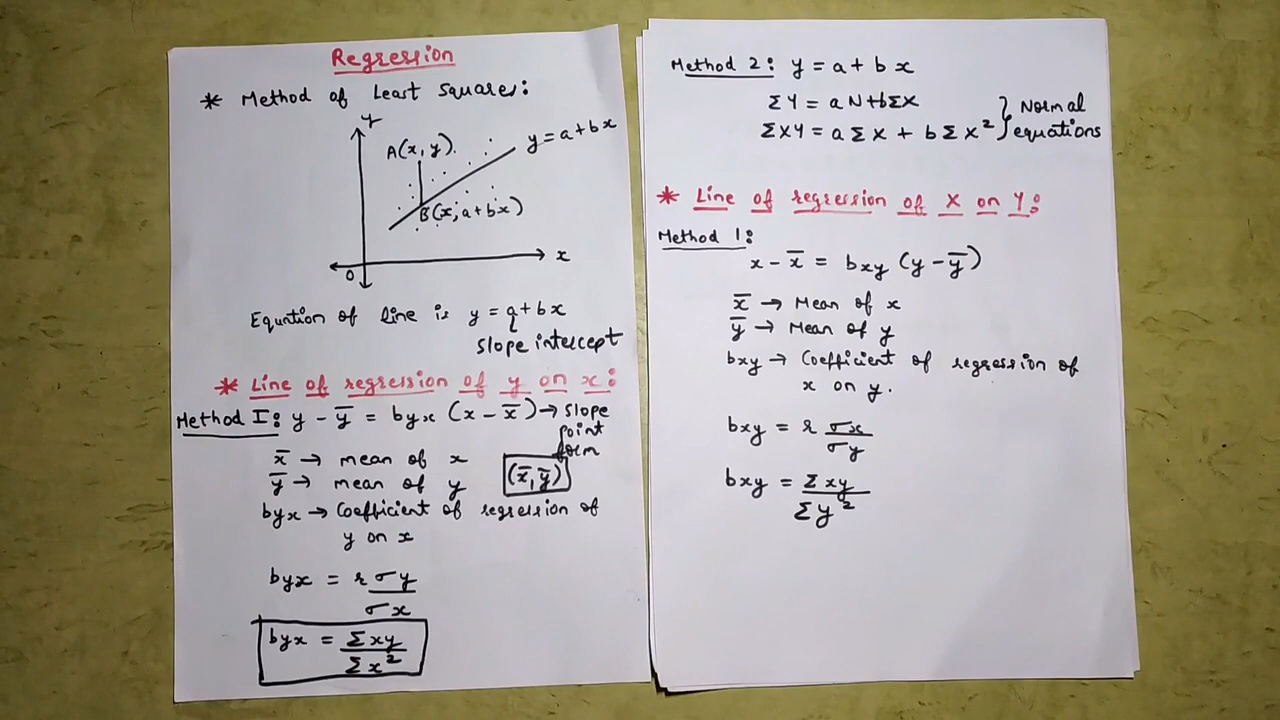 Regression
* Method of Least Squares:
Y
A(x, y)
y = a + bx
B(x, a+bx)
O
x
Equation of line is y = a + bx
slope intercept
* Line of regression of y on x:
Method I: y - ȳ = byx (x - x̄) → slope point form
x̄ → mean of x
(x̄, ȳ)
ȳ → mean of y
byx → Coefficient of regression of
y on x
byx = r σy / σx
byx = Σxy / Σx²
Method 2: y = a + bx
ΣY = aN + bΣX
ΣXY = aΣX + bΣX²
} Normal equations
* Line of regression of X on Y:
Method 1:
x - x̄ = bxy (y - ȳ)
x̄ → Mean of x
ȳ → Mean of y
bxy → Coefficient of regression of
x on y.
bxy = r σx / σy
bxy = Σxy / Σy²